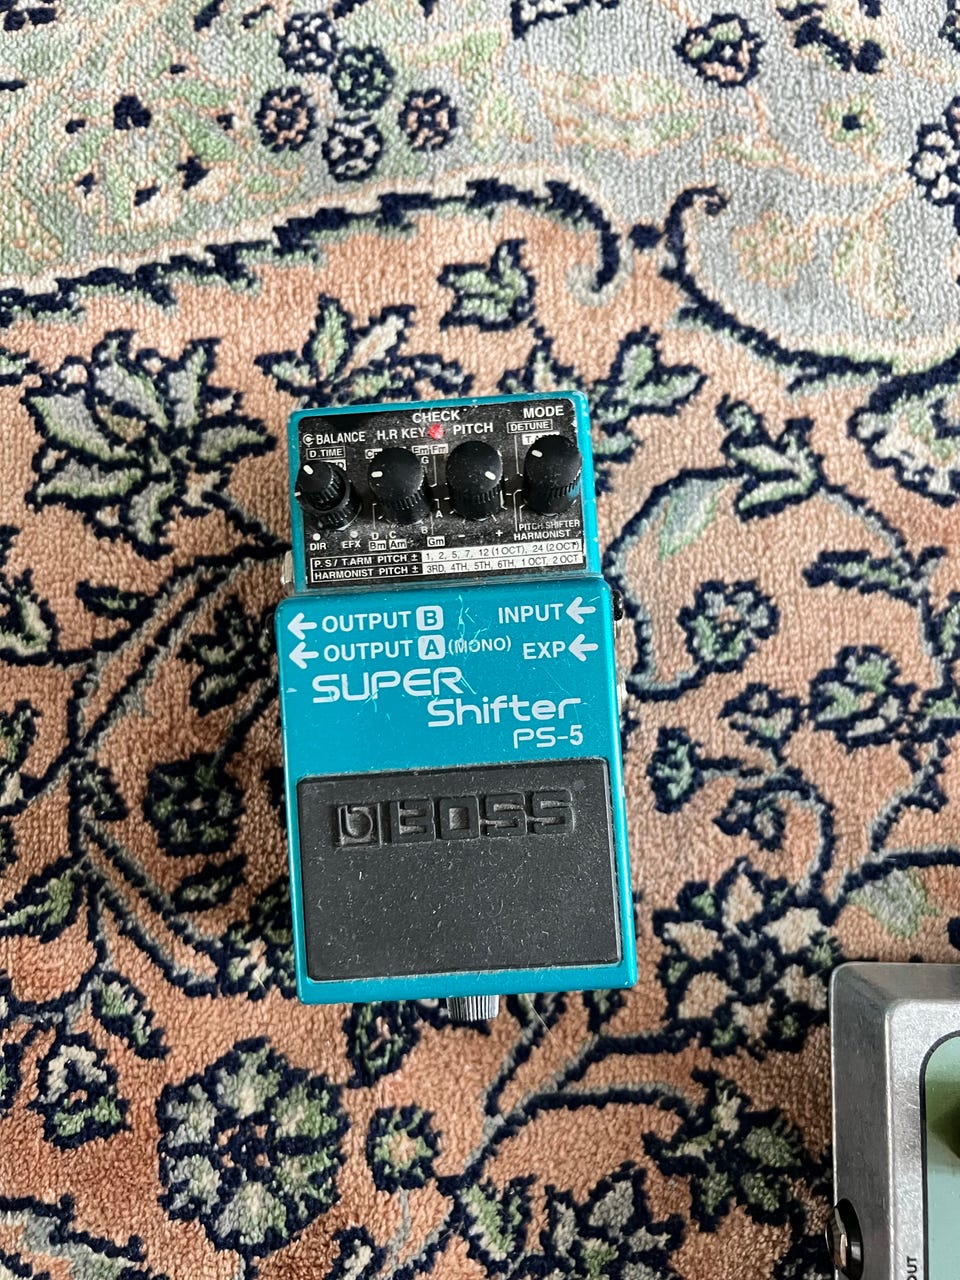 CHECK
MODE
BALANCE
H.R KEY
PITCH
DETUNE
D.TIME
Em Fm
G
A
B
DIR
EFX
D
C
Bm
Am
Gm
-
+
PITCH SHIFTER
HARMONIST
P.S / T.ARM PITCH ± 1, 2, 5, 7, 12 (1 OCT), 24 (2 OCT)
HARMONIST PITCH ± 3RD, 4TH, 5TH, 6TH, 1 OCT, 2 OCT
← OUTPUT B
INPUT ←
← OUTPUT A (MONO)
EXP ←
SUPER
Shifter
PS-5
BOSS